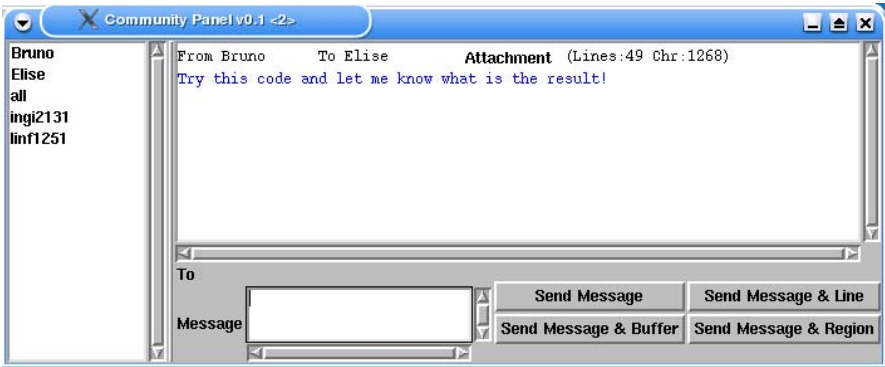 Community Panel v0.1 <2>
Bruno
Elise
all
ingi2131
linf1251
From Bruno To Elise Attachment (Lines:49 Chr:1268)
Try this code and let me know what is the result!
To
Message
Send Message Send Message & Line
Send Message & Buffer Send Message & Region